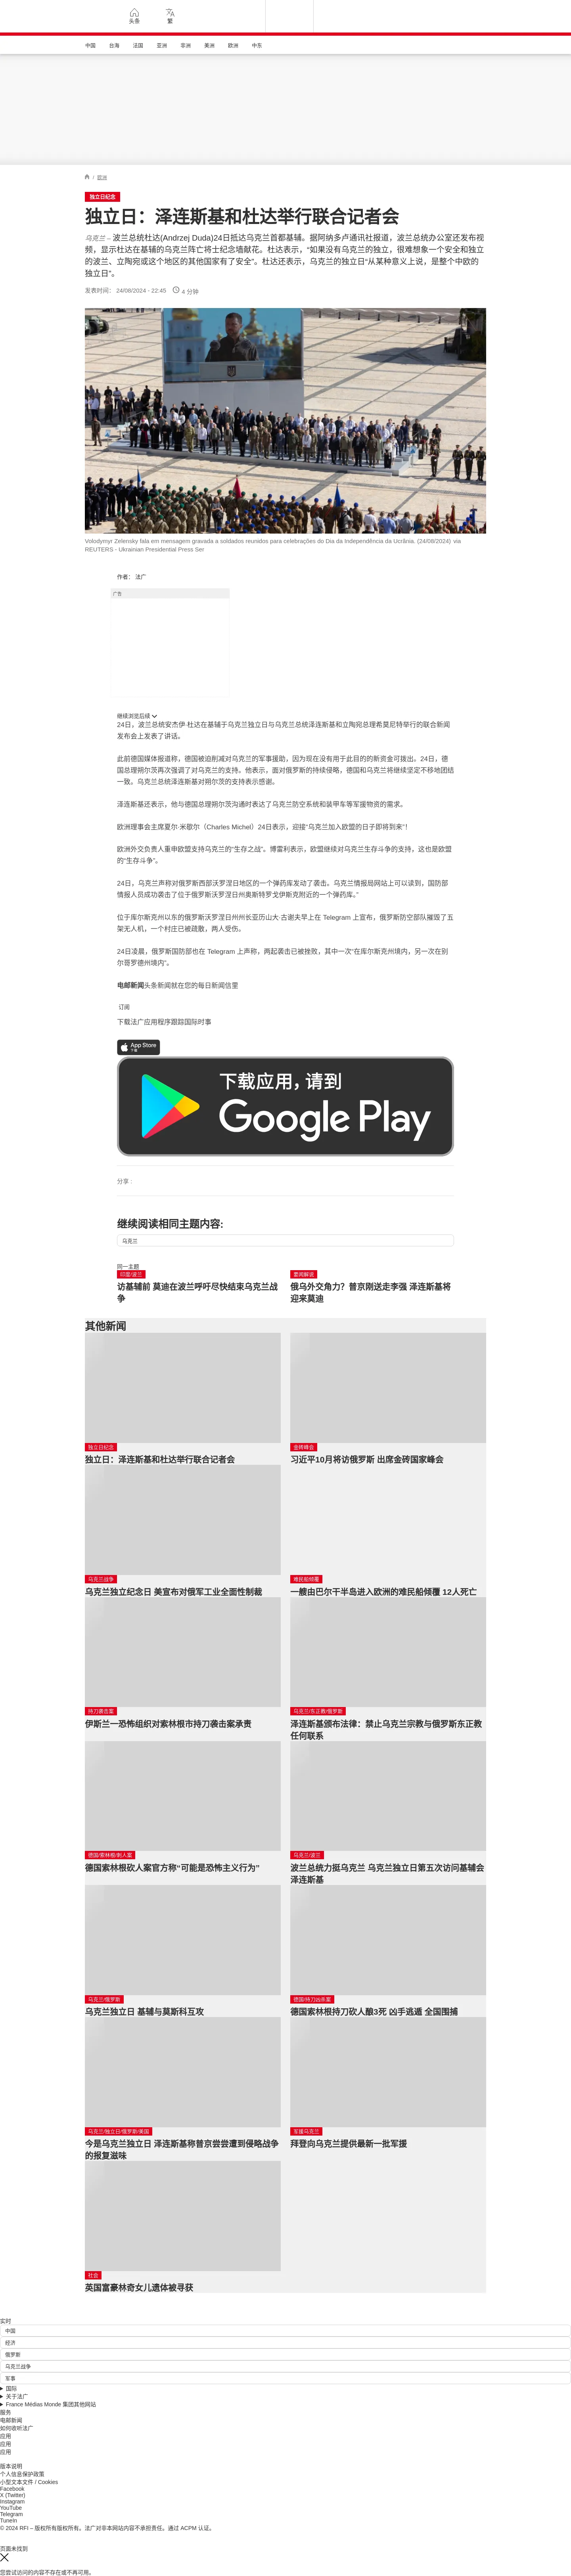 头条
繁
中国 台海 法国 亚洲 非洲 美洲 欧洲 中东
/ 欧洲
独立日纪念
独立日：泽连斯基和杜达举行联合记者会
乌克兰 – 波兰总统杜达(Andrzej Duda)24日抵达乌克兰首都基辅。据阿纳多卢通讯社报道，波兰总统办公室还发布视
频，显示杜达在基辅的乌克兰阵亡将士纪念墙献花。杜达表示，“如果没有乌克兰的独立，很难想象一个安全和独立
的波兰、立陶宛或这个地区的其他国家有了安全”。杜达还表示，乌克兰的独立日“从某种意义上说，是整个中欧的
独立日”。
发表时间： 24/08/2024 - 22:45 4 分钟
Volodymyr Zelensky fala em mensagem gravada a soldados reunidos para celebrações do Dia da Independência da Ucrânia. (24/08/2024) via
REUTERS - Ukrainian Presidential Press Ser
作者： 法广
广告
继续浏览后续
24日，波兰总统安杰伊·杜达在基辅于乌克兰独立日与乌克兰总统泽连斯基和立陶宛总理希莫尼特举行的联合新闻
发布会上发表了讲话。
此前德国媒体报道称，德国被迫削减对乌克兰的军事援助，因为现在没有用于此目的的新资金可拨出。24日，德
国总理朔尔茨再次强调了对乌克兰的支持。他表示，面对俄罗斯的持续侵略，德国和乌克兰将继续坚定不移地团结
一致。乌克兰总统泽连斯基对朔尔茨的支持表示感谢。
泽连斯基还表示，他与德国总理朔尔茨沟通时表达了乌克兰防空系统和装甲车等军援物资的需求。
欧洲理事会主席夏尔·米歇尔（Charles Michel）24日表示，迎接“乌克兰加入欧盟的日子即将到来”！
欧洲外交负责人重申欧盟支持乌克兰的“生存之战”。博雷利表示，欧盟继续对乌克兰生存斗争的支持，这也是欧盟
的“生存斗争”。
24日，乌克兰声称对俄罗斯西部沃罗涅日地区的一个弹药库发动了袭击。乌克兰情报局网站上可以读到，国防部
情报人员成功袭击了位于俄罗斯沃罗涅日州奥斯特罗戈伊斯克附近的一个弹药库。”
位于库尔斯克州以东的俄罗斯沃罗涅日州州长亚历山大·古谢夫早上在 Telegram 上宣布，俄罗斯防空部队摧毁了五
架无人机，一个村庄已被疏散，两人受伤。
24日凌晨，俄罗斯国防部也在 Telegram 上声称，两起袭击已被挫败，其中一次“在库尔斯克州境内，另一次在别
尔哥罗德州境内”。
电邮新闻头条新闻就在您的每日新闻信里
订阅
下载法广应用程序跟踪国际时事
App Store
下载
下载应用，请到
Google Play
分享 :
继续阅读相同主题内容:
乌克兰
同一主题
印度/波兰
访基辅前 莫迪在波兰呼吁尽快结束乌克兰战
争
要闻解说
俄乌外交角力？普京刚送走李强 泽连斯基将
迎来莫迪
其他新闻
独立日纪念
独立日：泽连斯基和杜达举行联合记者会
金砖峰会
习近平10月将访俄罗斯 出席金砖国家峰会
乌克兰战争
乌克兰独立纪念日 美宣布对俄军工业全面性制裁
难民船倾覆
一艘由巴尔干半岛进入欧洲的难民船倾覆 12人死亡
持刀袭击案
伊斯兰一恐怖组织对索林根市持刀袭击案承责
乌克兰/东正教/俄罗斯
泽连斯基颁布法律：禁止乌克兰宗教与俄罗斯东正教
任何联系
德国/索林根/刺人案
德国索林根砍人案官方称“可能是恐怖主义行为”
乌克兰/波兰
波兰总统力挺乌克兰 乌克兰独立日第五次访问基辅会
泽连斯基
乌克兰/俄罗斯
乌克兰独立日 基辅与莫斯科互攻
德国/持刀凶杀案
德国索林根持刀砍人酿3死 凶手逃遁 全国围捕
乌克兰/独立日/俄罗斯/美国
今是乌克兰独立日 泽连斯基称普京尝尝遭到侵略战争
的报复滋味
军援乌克兰
拜登向乌克兰提供最新一批军援
社会
英国富豪林奇女儿遗体被寻获
实时
中国
经济
俄罗斯
乌克兰战争
军事
国际
关于法广
France Médias Monde 集团其他网站
服务
电邮新闻
如何收听法广
应用
应用
应用
版本说明
个人信息保护政策
小型文本文件 / Cookies
Facebook
X (Twitter)
Instagram
YouTube
Telegram
TuneIn
© 2024 RFI – 版权所有版权所有。法广对非本网站内容不承担责任。通过 ACPM 认证。
页面未找到
您尝试访问的内容不存在或不再可用。